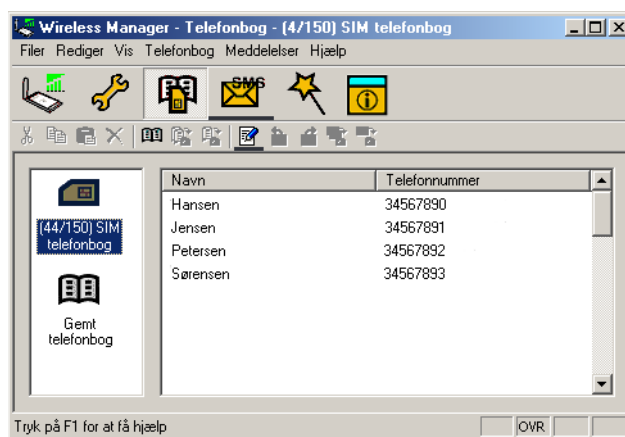 Wireless Manager - Telefonbog - (4/150) SIM telefonbog
Filer Rediger Vis Telefonbog Meddelelser Hjælp
SMS
Navn Telefonnummer
Hansen 34567890
Jensen 34567891
Petersen 34567892
Sørensen 34567893
(44/150) SIM
telefonbog
Gemt
telefonbog
Tryk på F1 for at få hjælp OVR